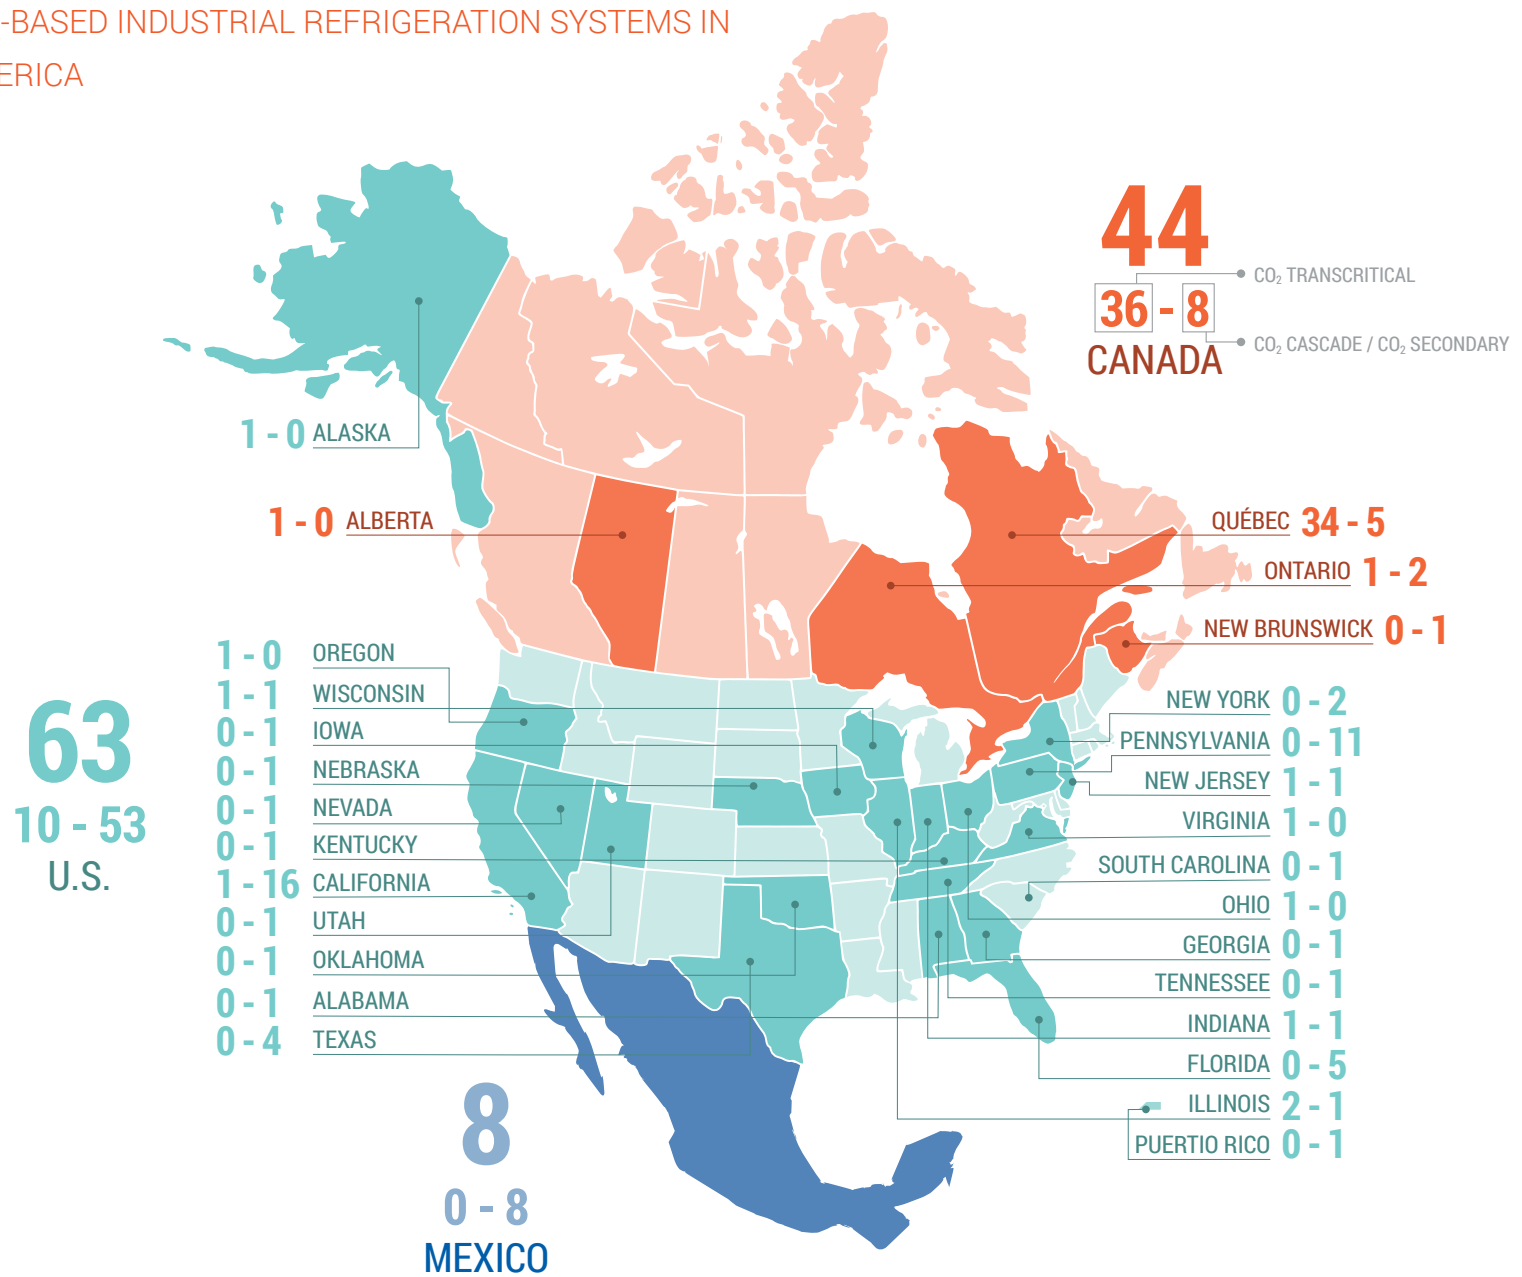 -BASED INDUSTRIAL REFRIGERATION SYSTEMS IN
ERICA
44
CO₂ TRANSCRITICAL
36 - 8
CO₂ CASCADE / CO₂ SECONDARY
CANADA
1 - 0 ALASKA
1 - 0 ALBERTA
QUÉBEC 34 - 5
ONTARIO 1 - 2
NEW BRUNSWICK 0 - 1
63
10 - 53
U.S.
1 - 0 OREGON
1 - 1 WISCONSIN
0 - 1 IOWA
0 - 1 NEBRASKA
0 - 1 NEVADA
0 - 1 KENTUCKY
1 - 16 CALIFORNIA
0 - 1 UTAH
0 - 1 OKLAHOMA
0 - 1 ALABAMA
0 - 4 TEXAS
NEW YORK 0 - 2
PENNSYLVANIA 0 - 11
NEW JERSEY 1 - 1
VIRGINIA 1 - 0
SOUTH CAROLINA 0 - 1
OHIO 1 - 0
GEORGIA 0 - 1
TENNESSEE 0 - 1
INDIANA 1 - 1
FLORIDA 0 - 5
ILLINOIS 2 - 1
PUERTIO RICO 0 - 1
8
0 - 8
MEXICO